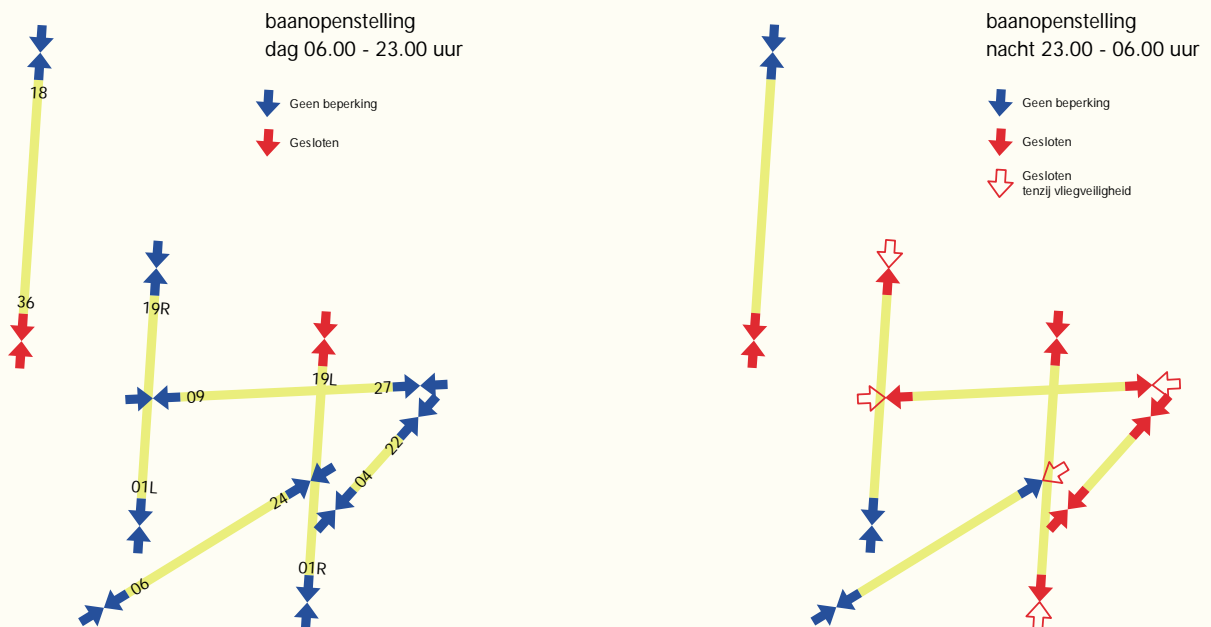 baanopenstelling
dag 06.00 - 23.00 uur
Geen beperking
Gesloten
18
36
19R
19L
09
27
22
04
01L
24
01R
06
baanopenstelling
nacht 23.00 - 06.00 uur
Geen beperking
Gesloten
Gesloten
tenzij vliegveiligheid